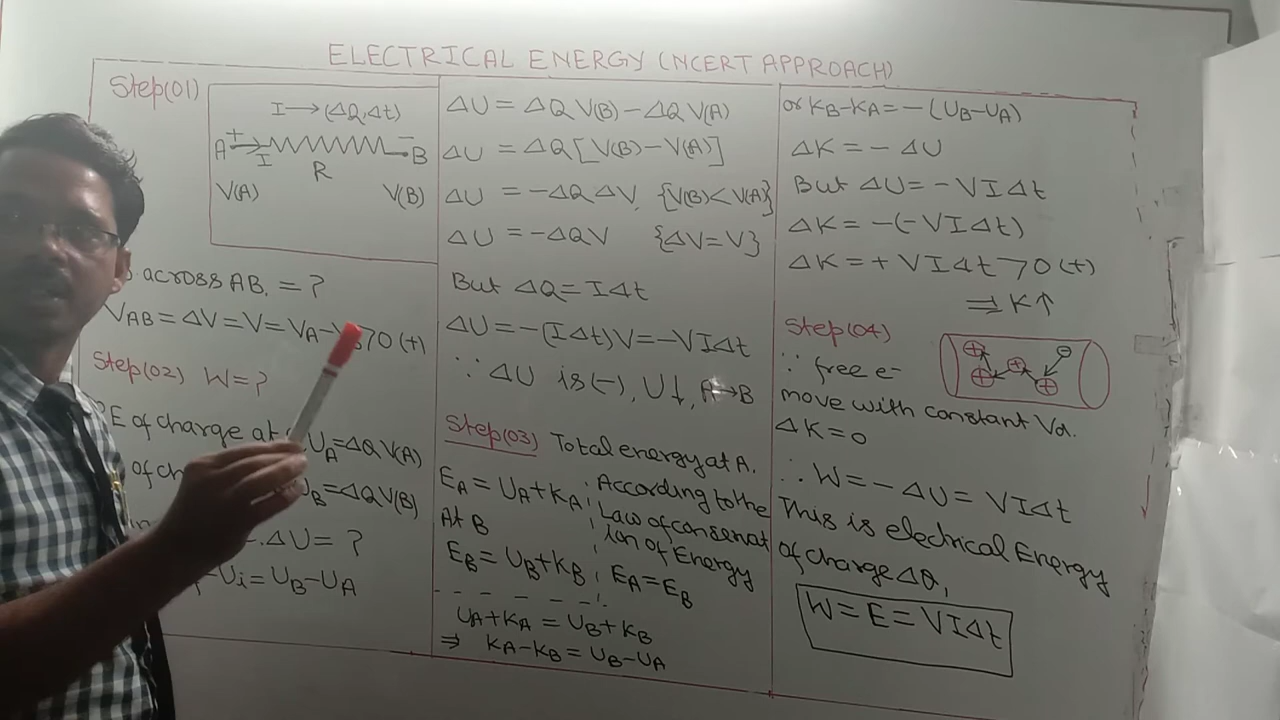 ELECTRICAL ENERGY (NCERT APPROACH)
Step(01)
I → (ΔQ, Δt)
A + I R - B
V(A) V(B)
across AB. = ?
VAB = ΔV = V = VA - >0 (+)
Step(02) W = ?
PE of charge at UA = ΔQ V(A)
of UB = ΔQ V(B)
ΔU = ?
Ui = UB - UA
ΔU = ΔQ V(B) - ΔQ V(A)
ΔU = ΔQ [V(B) - V(A)]
ΔU = -ΔQ ΔV, {V(B) < V(A)}
ΔU = -ΔQV {ΔV = V}
But ΔQ = IΔt
ΔU = -(IΔt)V = -VIΔt
∵ ΔU is (-), U↓, A→B
Step(03) Total energy at A.
EA = UA + KA
At B
EB = UB + KB
According to the
Law of conservat
ion of Energy
EA = EB
UA + KA = UB + KB
⇒ KA - KB = UB - UA
or KB - KA = -(UB - UA)
ΔK = - ΔU
But ΔU = - VIΔt
ΔK = -(-VIΔt)
ΔK = + VIΔt >0 (+)
⇒ K↑
Step(04)
∵ free e-
move with constant Vd.
ΔK = 0
∴ W = - ΔU = VIΔt
This is electrical Energy
of charge ΔQ,
W = E = VIΔt